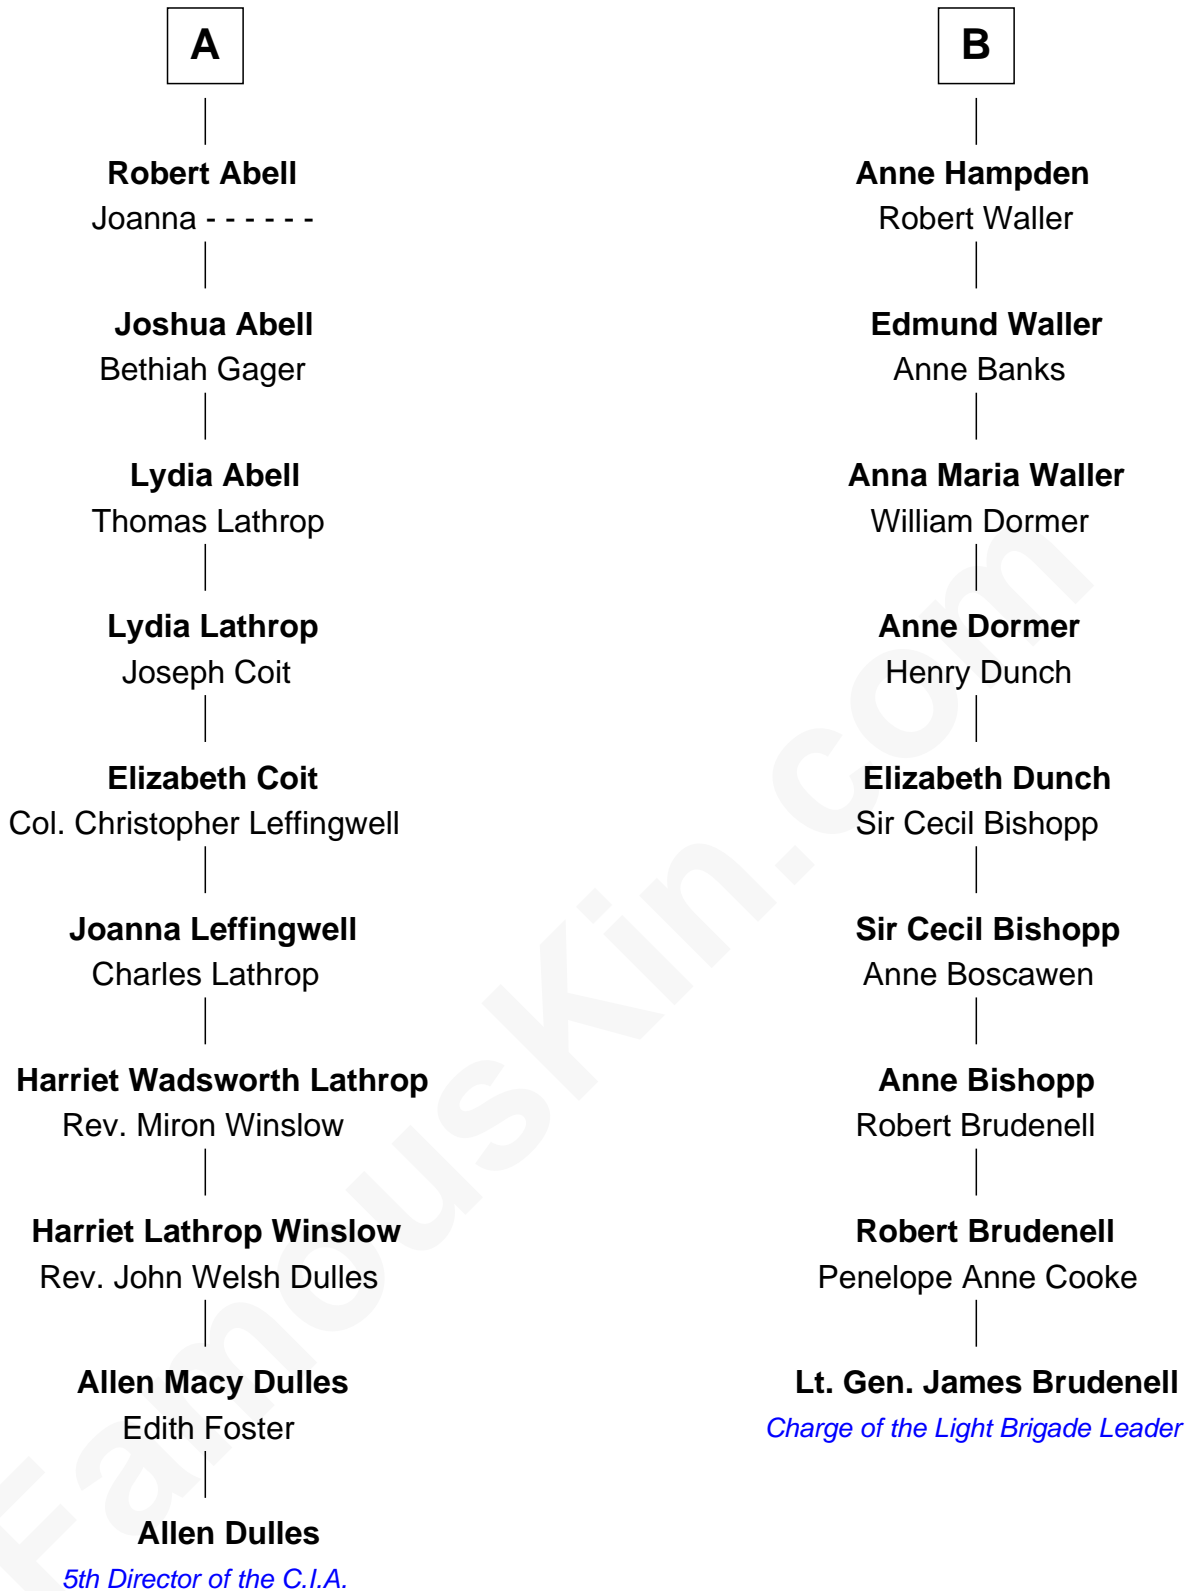 A
Robert Abell
Joanna - - - - - -
Joshua Abell
Bethiah Gager
Lydia Abell
Thomas Lathrop
Lydia Lathrop
Joseph Coit
Elizabeth Coit
Col. Christopher Leffingwell
Joanna Leffingwell
Charles Lathrop
Harriet Wadsworth Lathrop
Rev. Miron Winslow
Harriet Lathrop Winslow
Rev. John Welsh Dulles
Allen Macy Dulles
Edith Foster
Allen Dulles
5th Director of the C.I.A.
B
Anne Hampden
Robert Waller
Edmund Waller
Anne Banks
Anna Maria Waller
William Dormer
Anne Dormer
Henry Dunch
Elizabeth Dunch
Sir Cecil Bishopp
Sir Cecil Bishopp
Anne Boscawen
Anne Bishopp
Robert Brudenell
Robert Brudenell
Penelope Anne Cooke
Lt. Gen. James Brudenell
Charge of the Light Brigade Leader
FamousKin.com